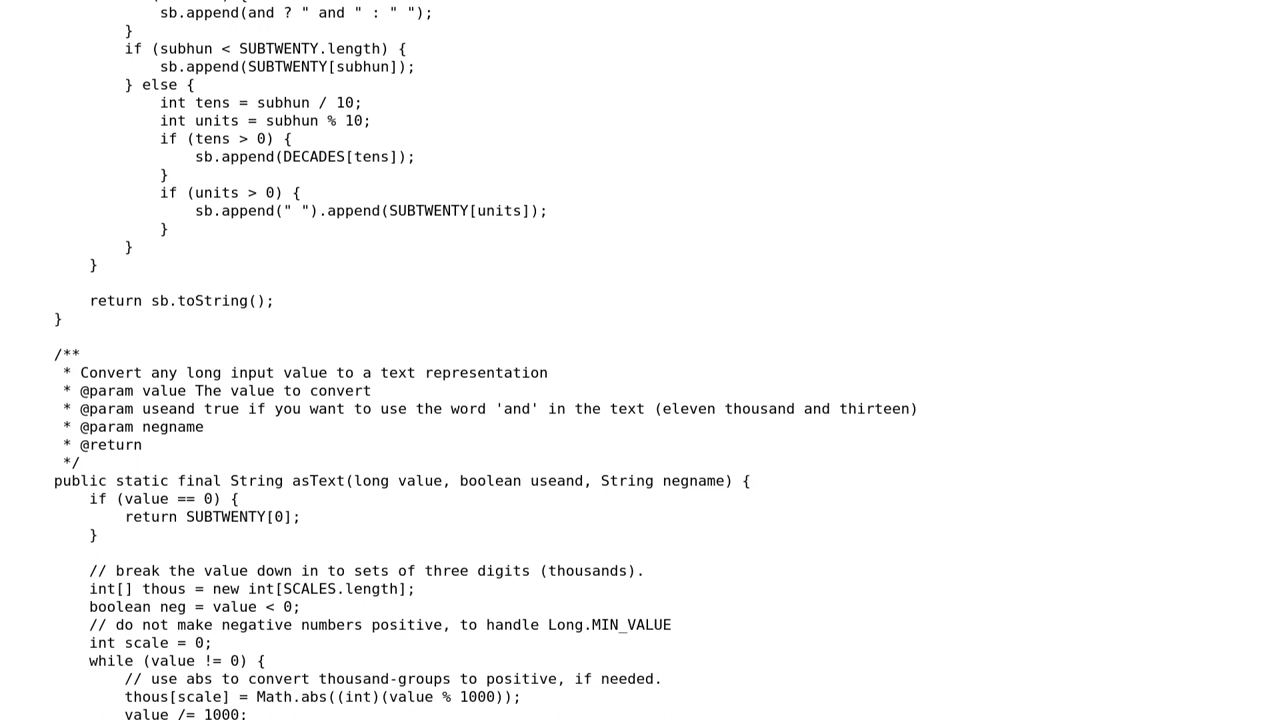 sb.append(and ? " and " : " ");
        }
        if (subhun < SUBTWENTY.length) {
            sb.append(SUBTWENTY[subhun]);
        } else {
            int tens = subhun / 10;
            int units = subhun % 10;
            if (tens > 0) {
                sb.append(DECADES[tens]);
            }
            if (units > 0) {
                sb.append(" ").append(SUBTWENTY[units]);
            }
        }
    }

    return sb.toString();
}

/**
 * Convert any long input value to a text representation
 * @param value The value to convert
 * @param useand true if you want to use the word 'and' in the text (eleven thousand and thirteen)
 * @param negname
 * @return
 */
public static final String asText(long value, boolean useand, String negname) {
    if (value == 0) {
        return SUBTWENTY[0];
    }

    // break the value down in to sets of three digits (thousands).
    int[] thous = new int[SCALES.length];
    boolean neg = value < 0;
    // do not make negative numbers positive, to handle Long.MIN_VALUE
    int scale = 0;
    while (value != 0) {
        // use abs to convert thousand-groups to positive, if needed.
        thous[scale] = Math.abs((int)(value % 1000));
        value /= 1000;